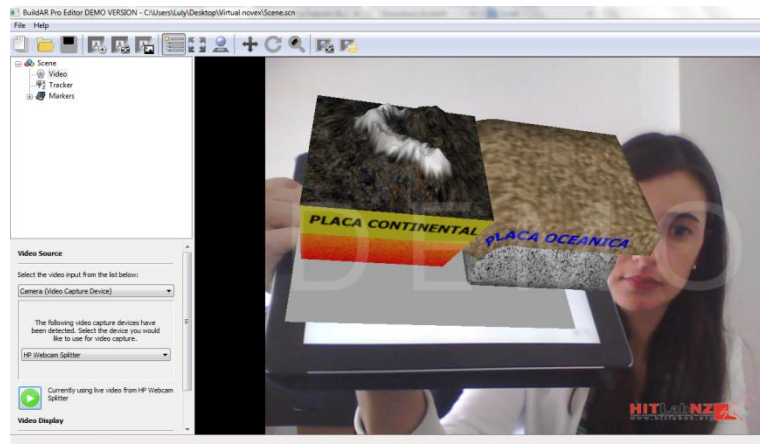 BuildAR Pro Editor DEMO VERSION - C:\Users\Luly\Desktop\Virtual novex\Scene.scn
File Help
Scene
Video
Tracker
Markers
Video Source
Select the video input from the list below:
Camera (Video Capture Device)
The following video capture devices have
been detected. Select the device you would
like to use for video capture.
HP Webcam Splitter
Currently using live video from HP Webcam
Splitter
Video Display
PLACA CONTINENTAL
PLACA OCEANICA
DEMO
HITLabNZ